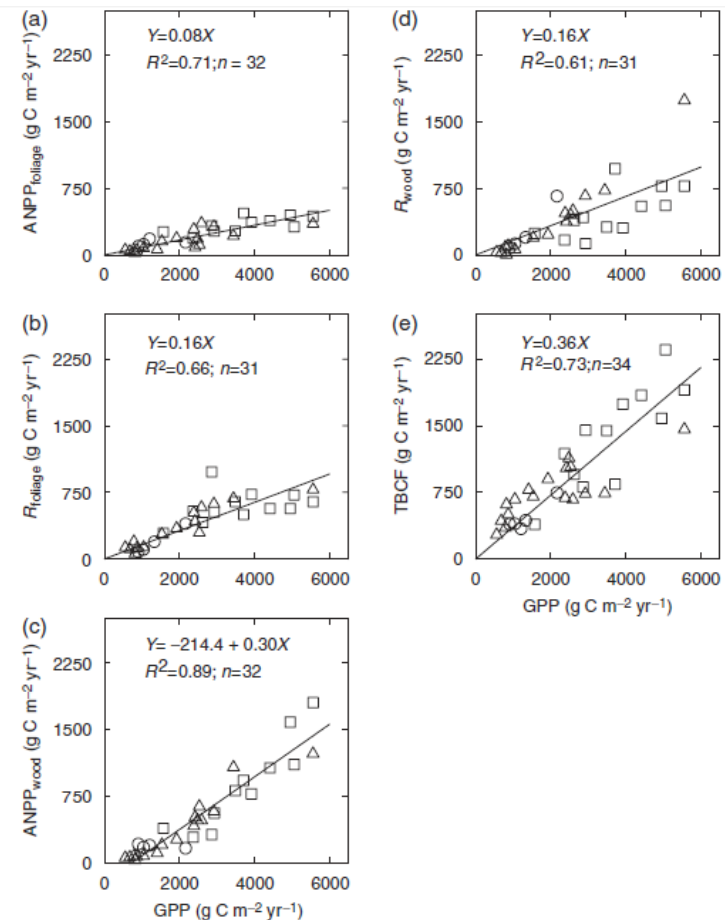 (a)
Y=0.08X
R²=0.71;n = 32
2250
1500
750
0
ANPPfoliage (g C m−2 yr−1)
0 2000 4000 6000
(b)
Y=0.16X
R²=0.66; n=31
2250
1500
750
0
Rfoliage (g C m−2 yr−1)
0 2000 4000 6000
(c)
Y= −214.4 + 0.30X
R2=0.89; n=32
2250
1500
750
0
ANPPwood (g C m−2 yr−1)
0 2000 4000 6000
GPP (g C m−2 yr−1)
(d)
Y=0.16X
R2=0.61; n=31
2250
1500
750
0
Rwood (g C m−2 yr−1)
0 2000 4000 6000
(e)
Y=0.36X
R2=0.73;n=34
2250
1500
750
0
TBCF (g C m−2 yr−1)
0 2000 4000 6000
GPP (g C m−2 yr−1)